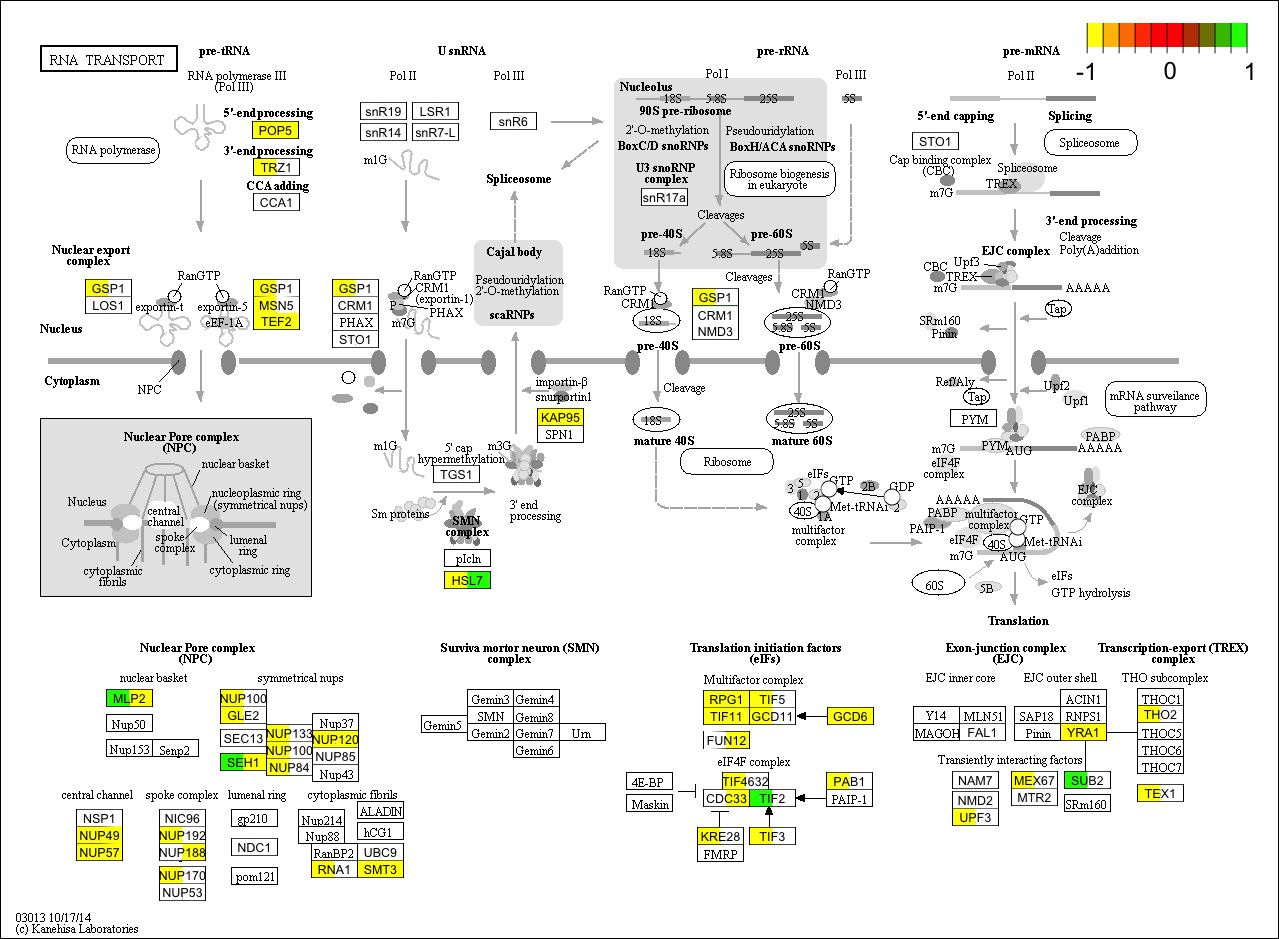 RNA TRANSPORT
pre-tRNA
RNA polymerase III
(Pol III)
5'-end processing
POP5
RNA polymerase
3'-end processing
TRZ1
CCA adding
CCA1
Nuclear export
complex
GSP1
LOS1
RanGTP
exportin-t
exportin-5
eEF-1A
GSP1
MSN5
TEF2
Nucleus
Cytoplasm
NPC
U snRNA
Pol II
Pol III
snR19
LSR1
snR14
snR7-L
snR6
m1G
Spliceosome
Cajal body
Pseudouridylation
2'-O-methylation
scaRNPs
GSP1
CRM1
PHAX
STO1
RanGTP
CRM1
(exportin-1)
P
PHAX
m7G
importin-β
snurportin1
KAP95
SPN1
m1G
5' cap
hypermethylation
m3G
TGS1
Sm proteins
3' end
processing
SMN
complex
pIcln
HSL7
pre-rRNA
Pol I
Pol III
Nucleolus
18S
5.8S
25S
5S
90S pre-ribosome
2'-O-methylation
Pseudouridylation
BoxC/D snoRNPs
BoxH/ACA snoRNPs
U3 snoRNP
complex
snR17a
Ribosome biogenesis
in eukaryote
Cleavages
pre-40S
pre-60S
18S
5.8S
25S
5S
Cleavages
RanGTP
RanGTP
CRM1
GSP1
CRM1
NMD3
CRM1
NMD3
18S
25S
5.8S
5S
pre-40S
pre-60S
Cleavage
18S
25S
5.8S
5S
mature 40S
mature 60S
Ribosome
eIFs
GTP
3
5
1
2
40S
1A
Met-tRNAi
2B
GDP
2
multifactor
complex
pre-mRNA
Pol II
-1
0
1
5'-end capping
Splicing
STO1
Spliceosome
Cap binding complex
(CBC)
Spliceosome
TREX
m7G
3'-end processing
Cleavage
Poly(A)addition
EJC complex
CBC
Upf3
TREX
m7G
AAAAA
Tap
SRm160
Pinin
Ref/Aly
Tap
Upf2
Upf1
mRNA surveilance
pathway
PYM
PYM
AUG
PABP
m7G
AAAAA
eIF4F
complex
EJC
complex
AAAAA
PABP
PAIP-1
multifactor
complex
GTP
eIF4F
40S
Met-tRNAi
m7G
AUG
60S
5B
eIFs
GTP hydrolysis
Translation
Nuclear Pore complex
(NPC)
nuclear basket
Nucleus
nucleoplasmic ring
(symmetrical nups)
central
channel
spoke
complex
Cytoplasm
lumenal
ring
cytoplasmic
fibrils
cytoplasmic ring
Nuclear Pore complex
(NPC)
nuclear basket
symmetrical nups
MLP2
Nup50
Nup153
Senp2
NUP100
GLE2
SEC13
SEH1
NUP133
NUP100
NUP84
Nup37
NUP120
NUP85
Nup43
central channel
spoke complex
lumenal ring
cytoplasmic fibrils
NSP1
NUP49
NUP57
NIC96
NUP192
NUP188
NUP170
NUP53
gp210
NDC1
pom121
Nup214
Nup88
ALADIN
hCG1
RanBP2
UBC9
RNA1
SMT3
Surviva mortor neuron (SMN)
complex
Gemin3
Gemin4
Gemin5
SMN
Gemin8
Gemin2
Gemin7
Urn
Gemin6
Translation initiation factors
(eIFs)
Multifactor complex
RPG1
TIF5
TIF11
GCD11
GCD6
FUN12
eIF4F complex
4E-BP
Maskin
TIF4632
CDC33
TIF2
PAB1
PAIP-1
KRE28
FMRP
TIF3
Exon-junction complex
(EJC)
EJC inner core
EJC outer shell
Y14
MLN51
MAGOH
FAL1
ACIN1
SAP18
RNPS1
Pinin
YRA1
Transiently interacting factors
NAM7
NMD2
UPF3
MEX67
MTR2
SUB2
SRm160
Transcription-export (TREX)
complex
THO subcomplex
THOC1
THO2
THOC5
THOC6
THOC7
TEX1
03013 10/17/14
(c) Kanehisa Laboratories